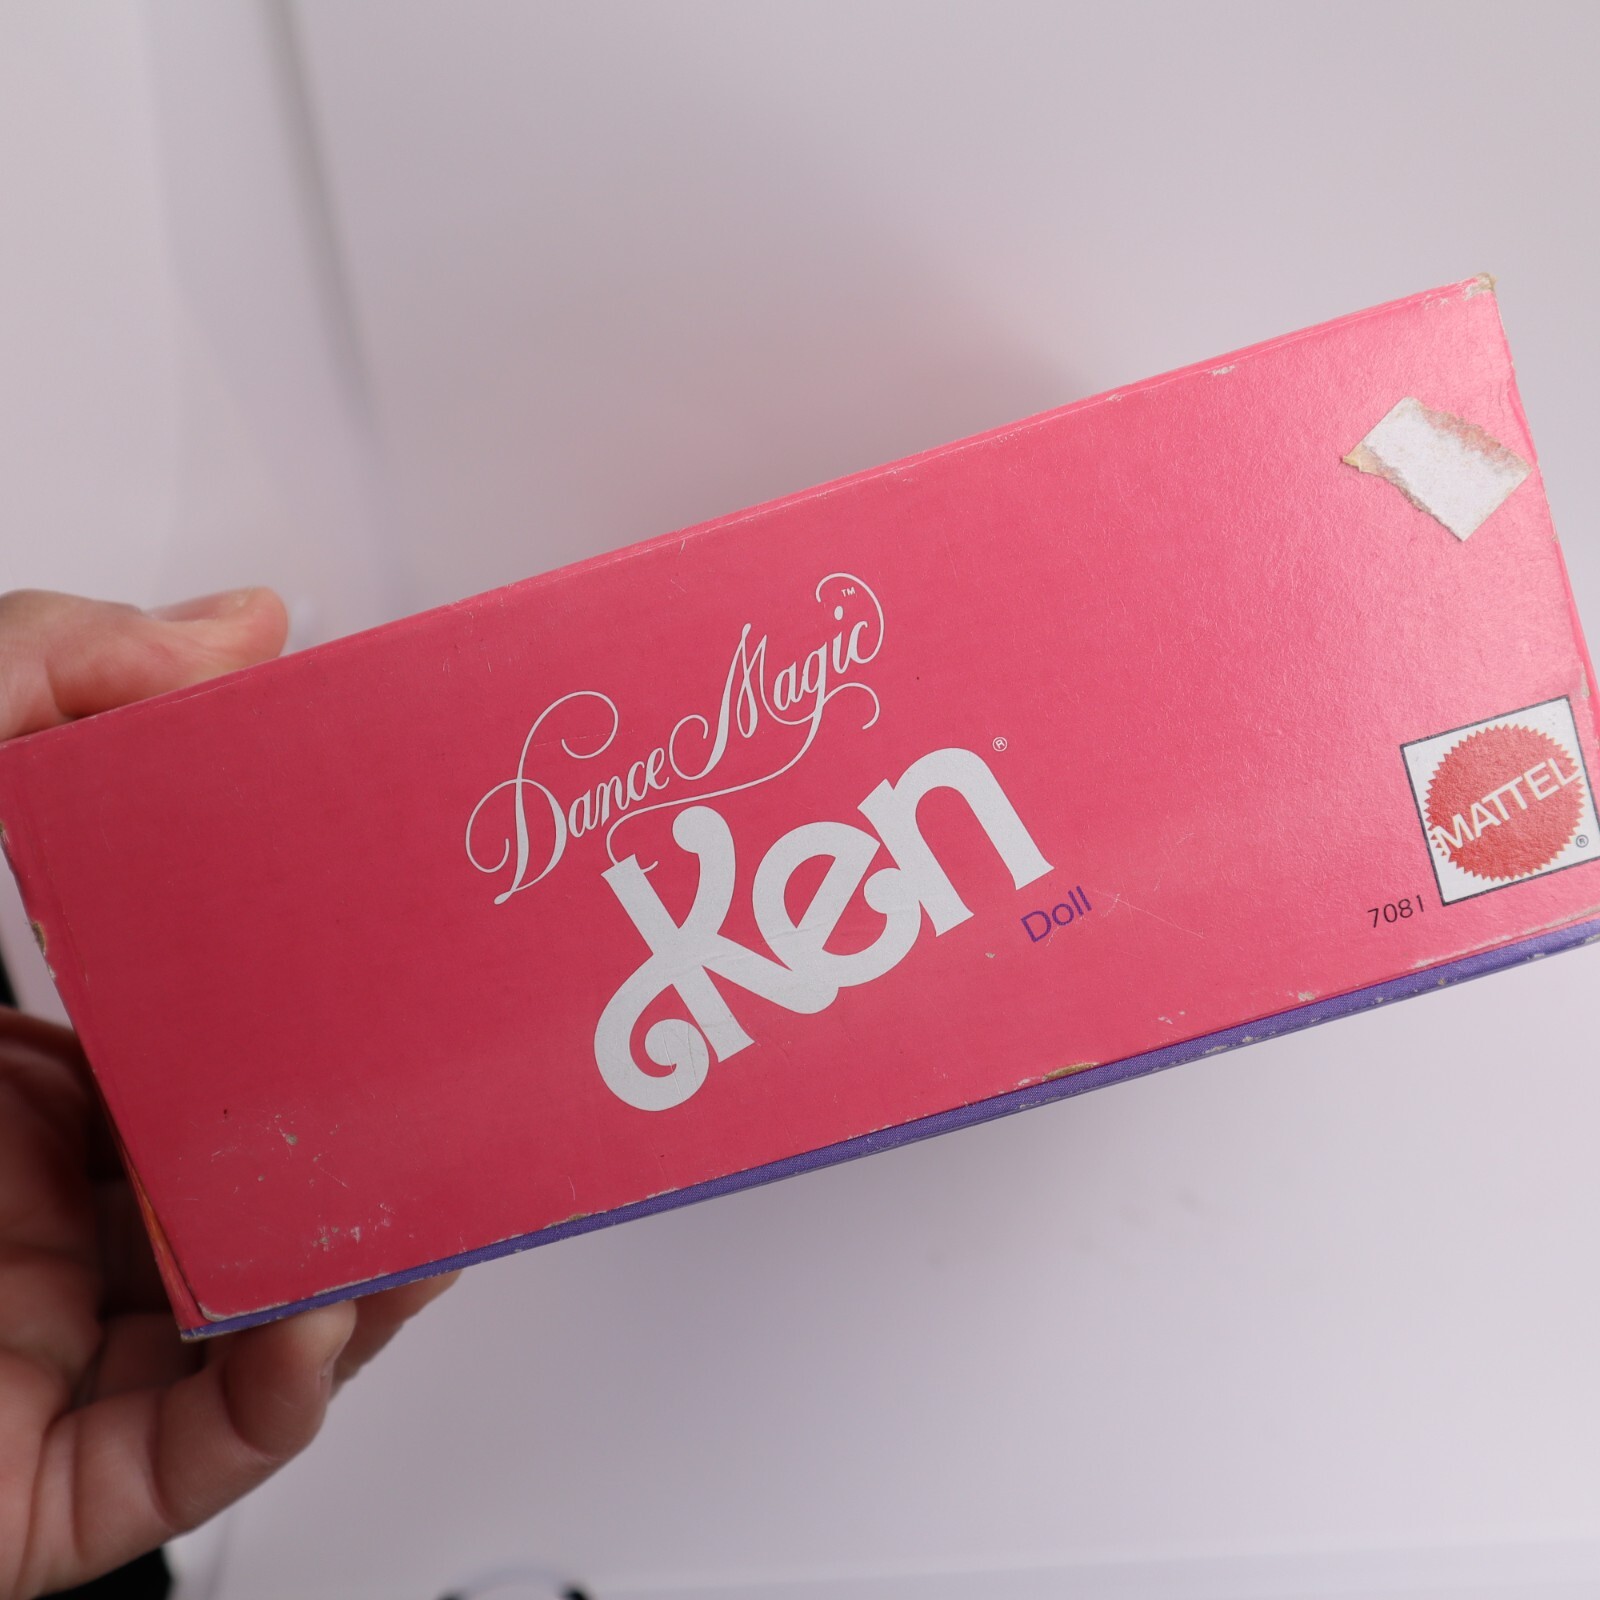 Dance Magic™
Ken®
Doll
MATTEL®
7081